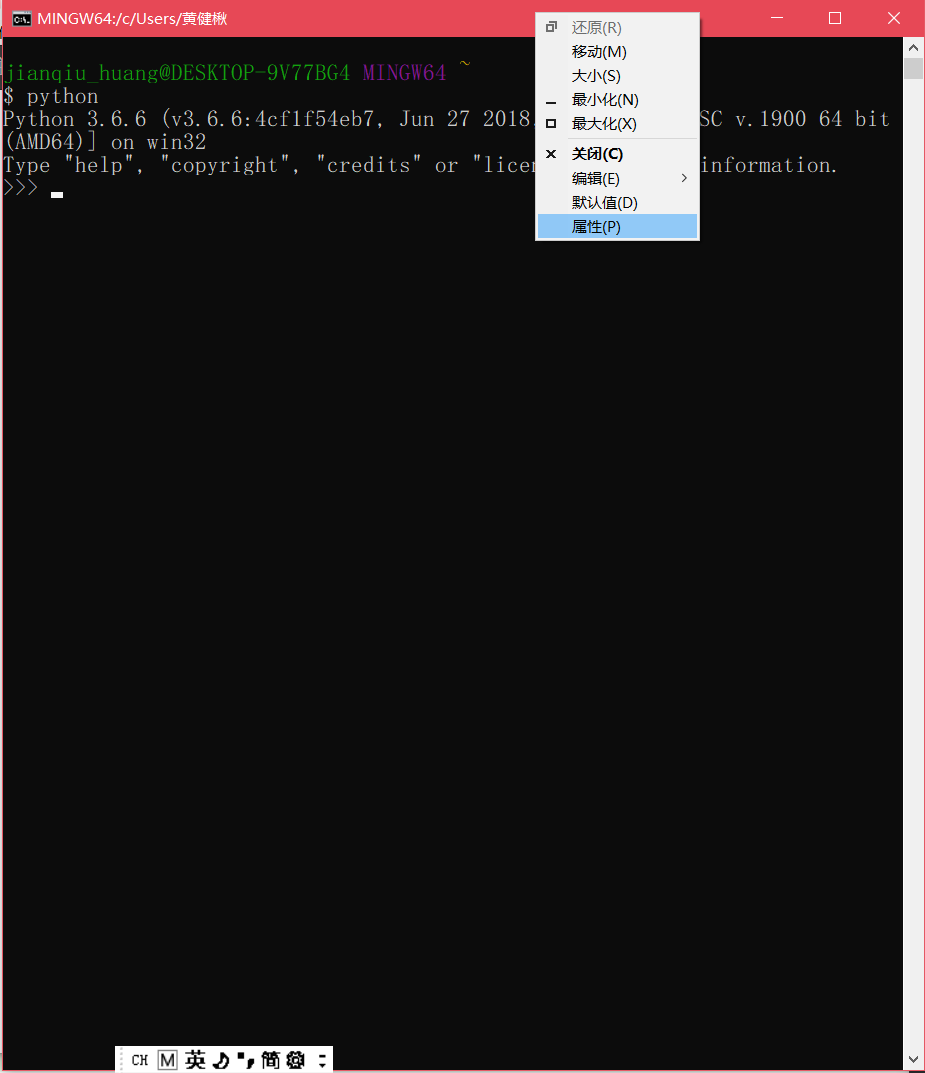 MINGW64:/c/Users/黄健楸
jianqiu_huang@DESKTOP-9V77BG4 MINGW64 ~
$ python
Python 3.6.6 (v3.6.6:4cf1f54eb7, Jun 27 2018, SC v.1900 64 bit
(AMD64)] on win32
Type "help", "copyright", "credits" or "licen information.
>>>
还原(R)
移动(M)
大小(S)
最小化(N)
最大化(X)
关闭(C)
编辑(E)
默认值(D)
属性(P)
CH M 英 简